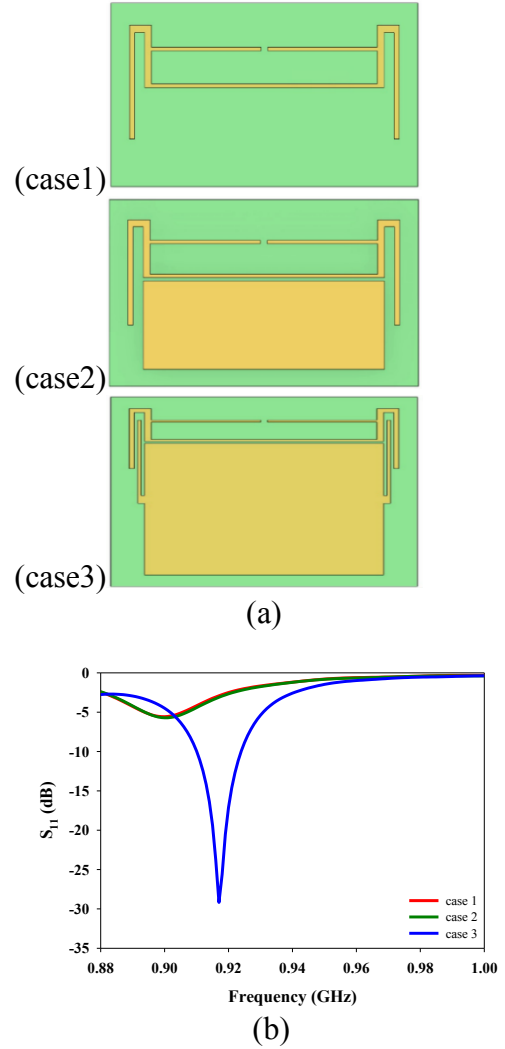 (case1)
(case2)
(case3)
(a)
0
-5
-10
-15
-20
-25
-30
-35
S11 (dB)
case 1
case 2
case 3
0.88 0.90 0.92 0.94 0.96 0.98 1.00
Frequency (GHz)
(b)